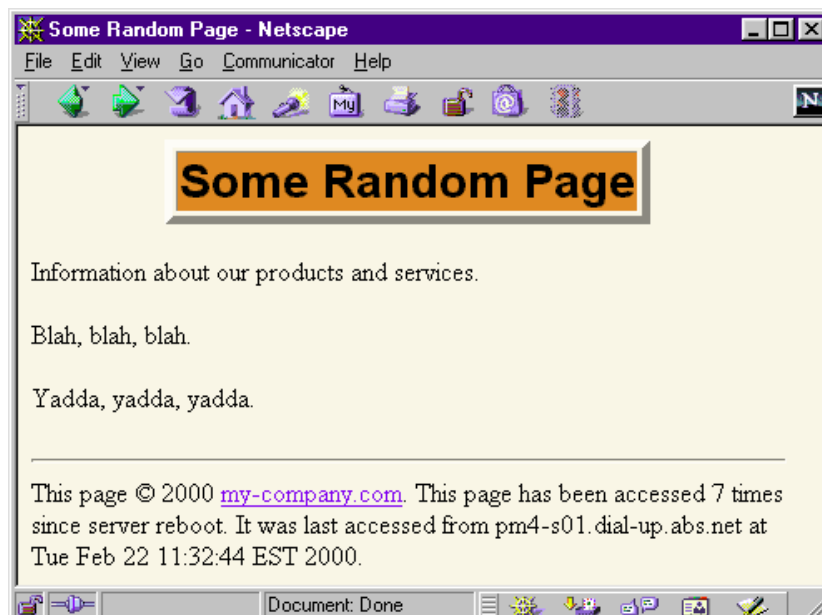 Some Random Page - Netscape
File Edit View Go Communicator Help
My
N
Some Random Page
Information about our products and services.
Blah, blah, blah.
Yadda, yadda, yadda.
This page © 2000 my-company.com. This page has been accessed 7 times
since server reboot. It was last accessed from pm4-s01.dial-up.abs.net at
Tue Feb 22 11:32:44 EST 2000.
Document: Done